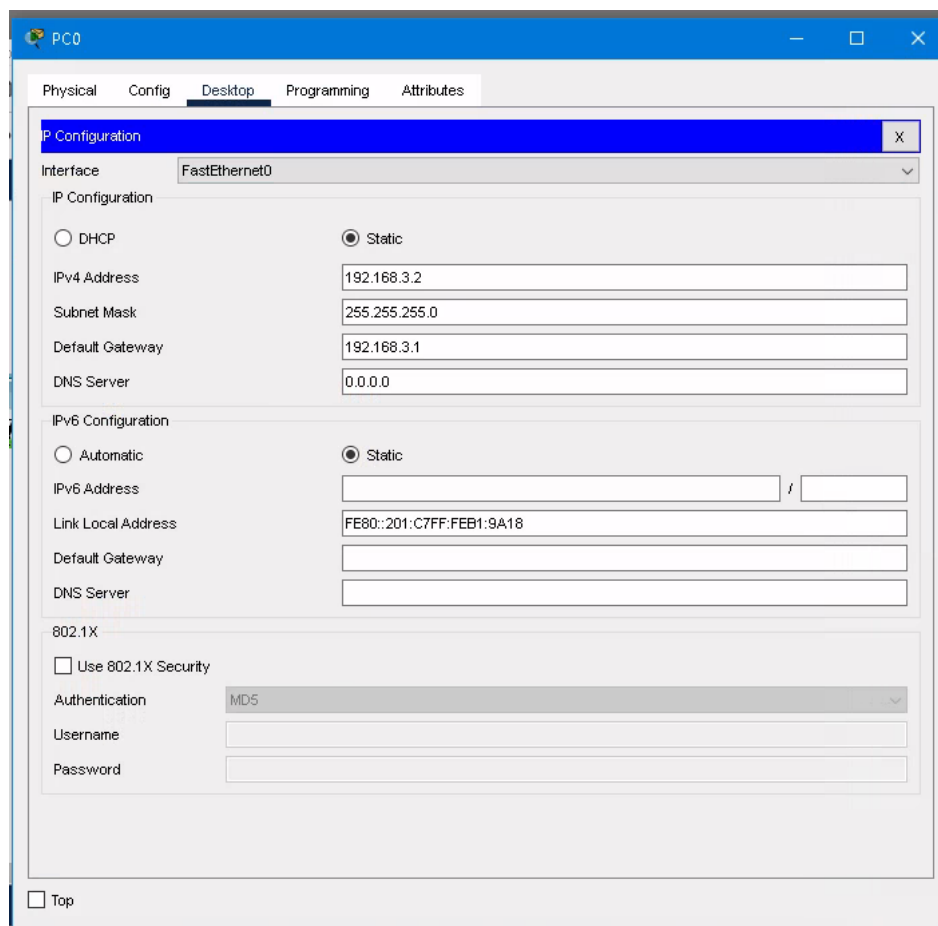 PC0
Physical Config Desktop Programming Attributes
IP Configuration X
Interface FastEthernet0
IP Configuration
DHCP Static
IPv4 Address 192.168.3.2
Subnet Mask 255.255.255.0
Default Gateway 192.168.3.1
DNS Server 0.0.0.0
IPv6 Configuration
Automatic Static
IPv6 Address /
Link Local Address FE80::201:C7FF:FEB1:9A18
Default Gateway
DNS Server
802.1X
Use 802.1X Security
Authentication MD5
Username
Password
Top